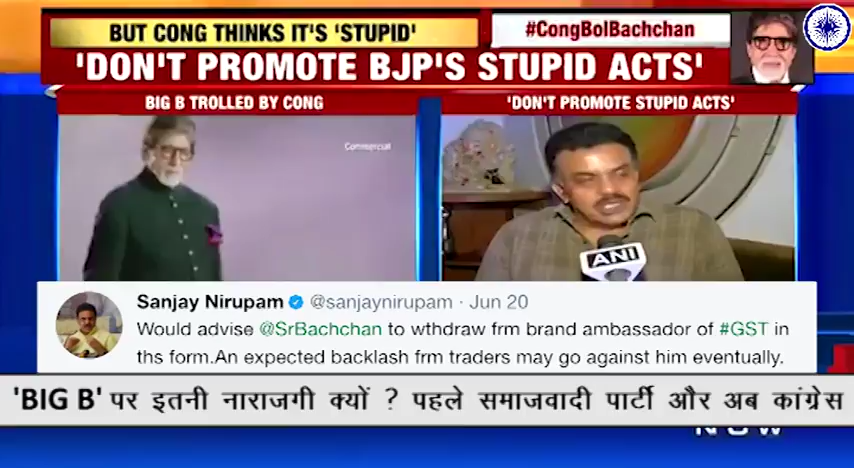 BUT CONG THINKS IT'S 'STUPID'
#CongBolBachchan
'DON'T PROMOTE BJP'S STUPID ACTS'
BIG B TROLLED BY CONG
'DON'T PROMOTE STUPID ACTS'
Commercial
ANI
Sanjay Nirupam @sanjaynirupam · Jun 20
Would advise @SrBachchan to wthdraw frm brand ambassador of #GST in
ths form.An expected backlash frm traders may go against him eventually.
'BIG B' पर इतनी नाराजगी क्यों ? पहले समाजवादी पार्टी और अब कांग्रेस
NOW